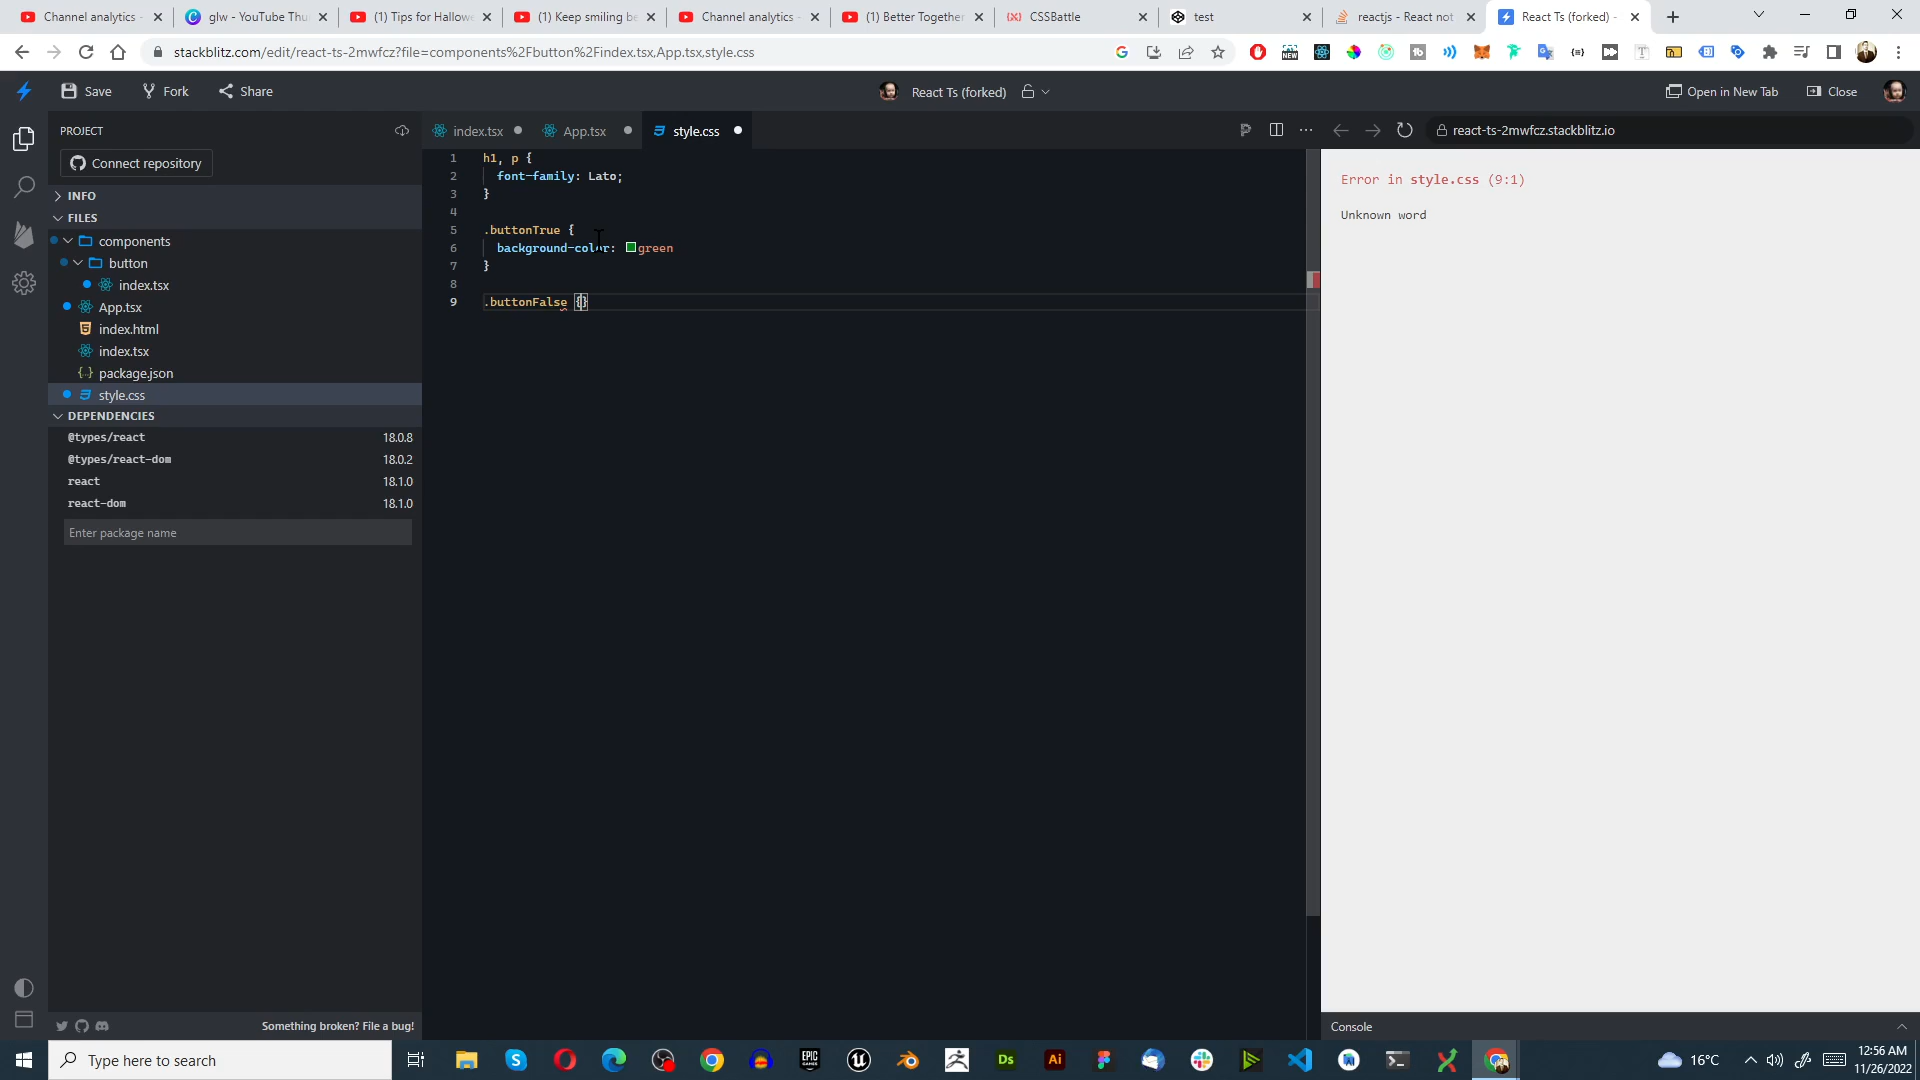 Channel analytics -
glw - YouTube Thu
(1) Tips for Hallowe
(1) Keep smiling be
Channel analytics -
(1) Better Together
CSSBattle
test
reactjs - React not
React Ts (forked) -
stackblitz.com/edit/react-ts-2mwfcz?file=components%2Fbutton%2Findex.tsx,App.tsx,style.css
Save
Fork
Share
React Ts (forked)
Open in New Tab
Close
PROJECT
Connect repository
INFO
FILES
components
button
index.tsx
App.tsx
index.html
index.tsx
package.json
style.css
DEPENDENCIES
@types/react 18.0.8
@types/react-dom 18.0.2
react 18.1.0
react-dom 18.1.0
Enter package name
Something broken? File a bug!
index.tsx
App.tsx
style.css
1 h1, p {
2 font-family: Lato;
3 }
4
5 .buttonTrue {
6 background-color: green
7 }
8
9 .buttonFalse {}
react-ts-2mwfcz.stackblitz.io
Error in style.css (9:1)
Unknown word
Console
Type here to search
16°C
12:56 AM
11/26/2022